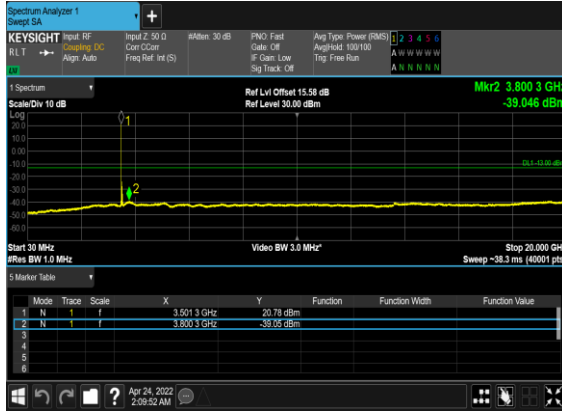 Spectrum Analyzer 1
Swept SA
+
KEYSIGHT Input: RF Input Z: 50 Ω #Atten: 30 dB PNO: Fast Avg Type: Power (RMS) 1 2 3 4 5 6
RLT Coupling: DC Corr CCorr Gate: Off Avg|Hold: 100/100 A W W W W W
Align: Auto Freq Ref: Int (S) IF Gain: Low Trig: Free Run
Sig Track: Off A N N N N N
1 Spectrum Ref Lvl Offset 15.58 dB Mkr2 3.800 3 GHz
Scale/Div 10 dB Ref Level 30.00 dBm -39.046 dBm
Log
20.0 1
10.0
0.00
-10.0 DL1 -13.00 dBm
-20.0
-30.0 2
-40.0
-50.0
-60.0
Start 30 MHz Video BW 3.0 MHz* Stop 20.000 GH
#Res BW 1.0 MHz Sweep ~38.3 ms (40001 pts
5 Marker Table
Mode Trace Scale X Y Function Function Width Function Value
1 N 1 f 3.501 3 GHz 20.78 dBm
2 N 1 f 3.800 3 GHz -39.05 dBm
3
4
5
6
? Apr 24, 2022
2:09:52 AM